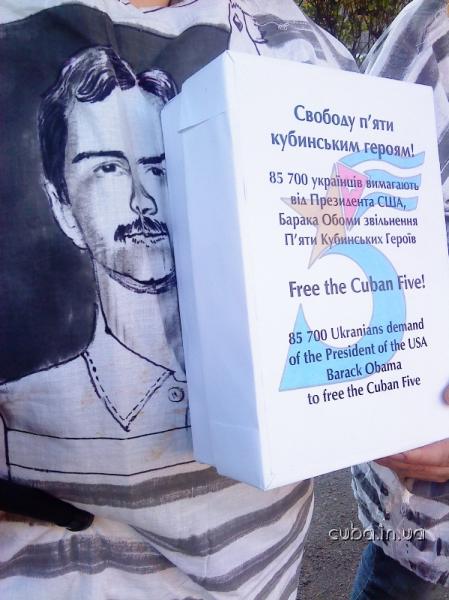 Свободу п'яти
кубинським героям!
85 700 українців вимагають
від Президента США,
Барака Обоми звільнення
П'яти Кубинських Героїв
Free the Cuban Five!
85 700 Ukranians demand
of the President of the USA
Barack Obama
to free the Cuban Five
cuba.in.ua